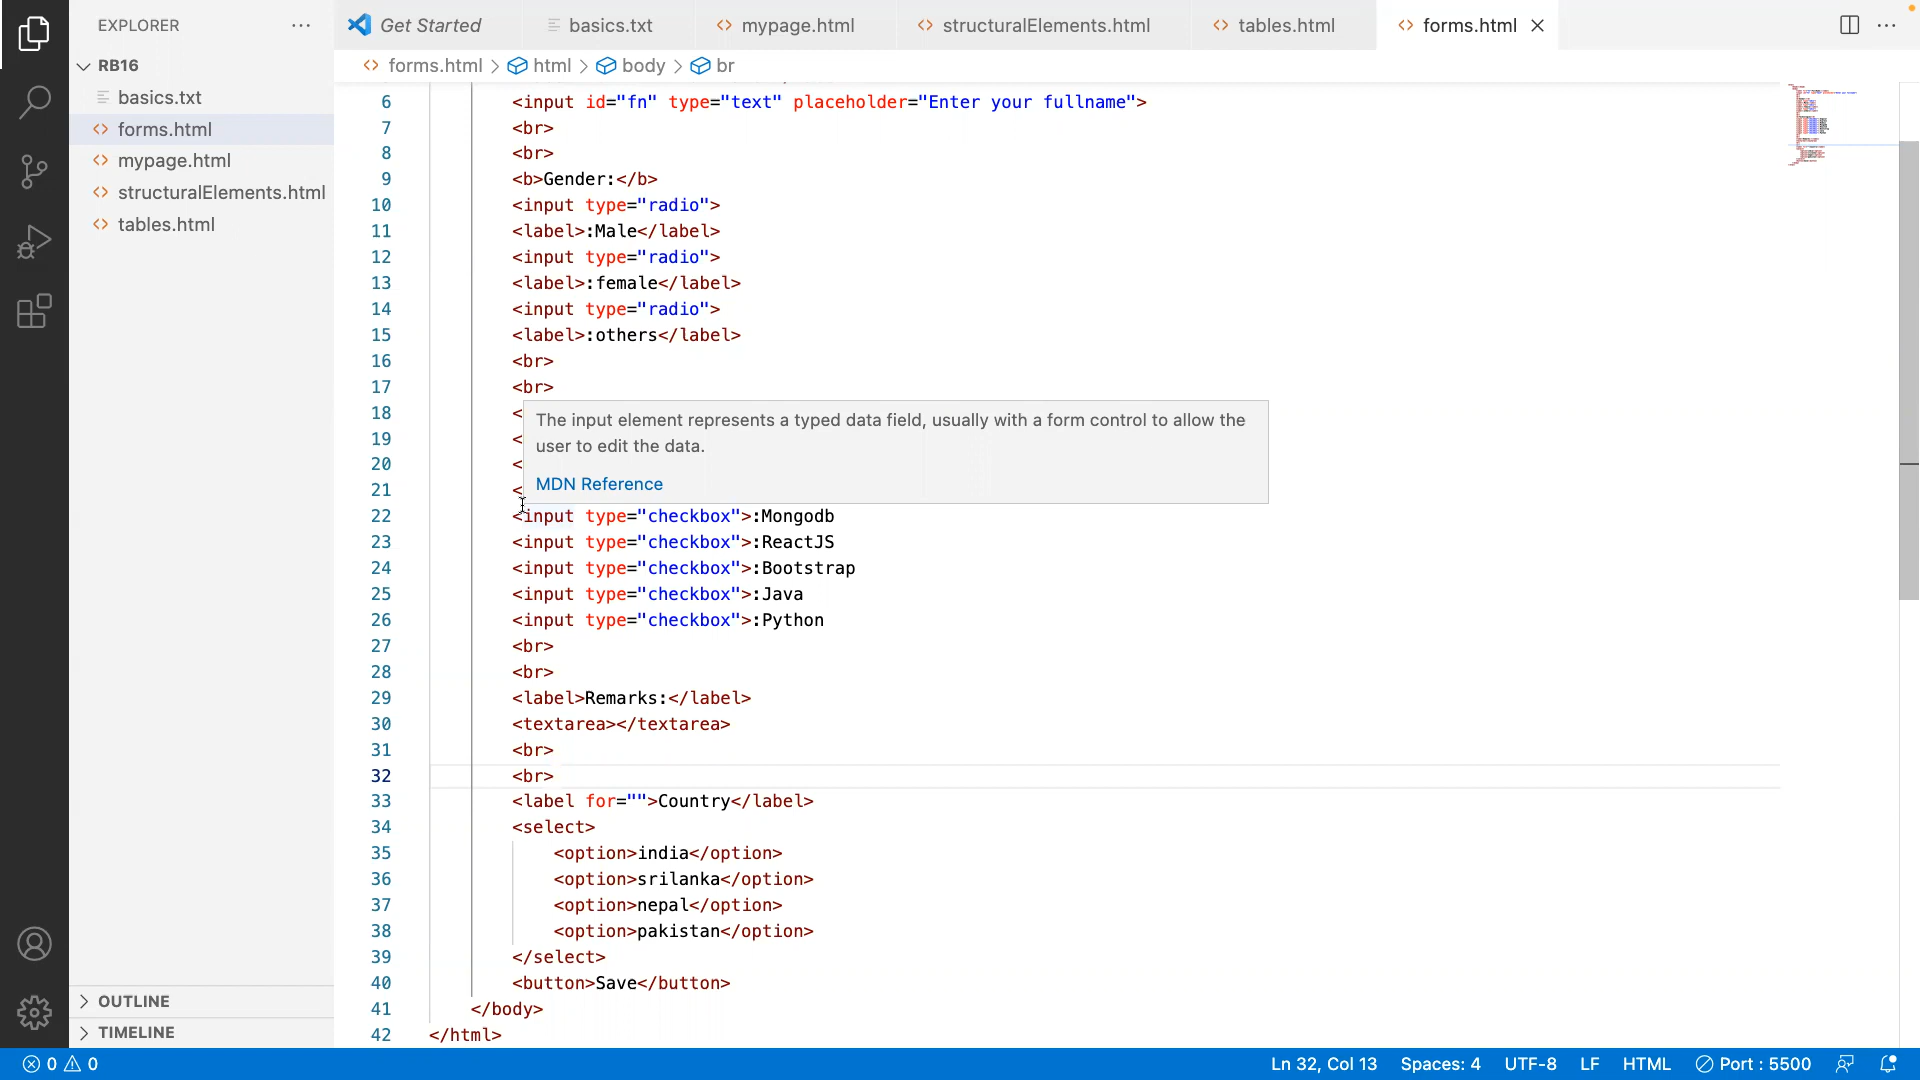 EXPLORER
Get Started
basics.txt
mypage.html
structuralElements.html
tables.html
forms.html
RB16
basics.txt
forms.html
mypage.html
structuralElements.html
tables.html
OUTLINE
TIMELINE
forms.html > html > body > br
6 <input id="fn" type="text" placeholder="Enter your fullname">
7 <br>
8 <br>
9 <b>Gender:</b>
10 <input type="radio">
11 <label>:Male</label>
12 <input type="radio">
13 <label>:female</label>
14 <input type="radio">
15 <label>:others</label>
16 <br>
17 <br>
18 <
19 <
20 <
21 <
The input element represents a typed data field, usually with a form control to allow the
user to edit the data.
MDN Reference
22 <input type="checkbox">:Mongodb
23 <input type="checkbox">:ReactJS
24 <input type="checkbox">:Bootstrap
25 <input type="checkbox">:Java
26 <input type="checkbox">:Python
27 <br>
28 <br>
29 <label>Remarks:</label>
30 <textarea></textarea>
31 <br>
32 <br>
33 <label for="">Country</label>
34 <select>
35 <option>india</option>
36 <option>srilanka</option>
37 <option>nepal</option>
38 <option>pakistan</option>
39 </select>
40 <button>Save</button>
41 </body>
42 </html>
0 0
Ln 32, Col 13 Spaces: 4 UTF-8 LF HTML Port : 5500